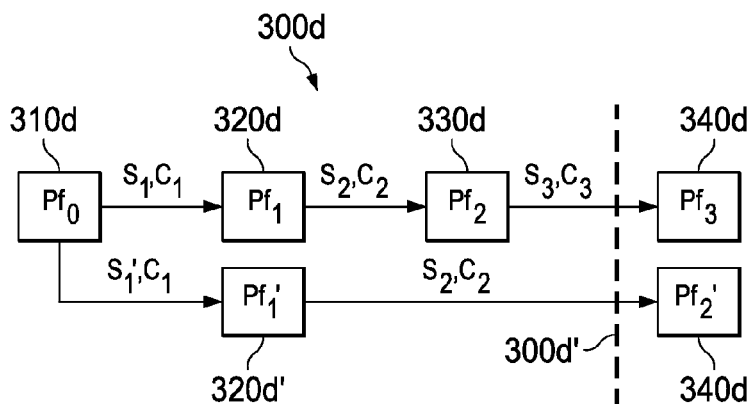 300d
310d 320d 330d 340d
S₁,C₁ S₂,C₂ S₃,C₃
Pf₀ Pf₁ Pf₂ Pf₃
S₁',C₁ S₂,C₂
Pf₁' Pf₂'
300d'
320d' 340d